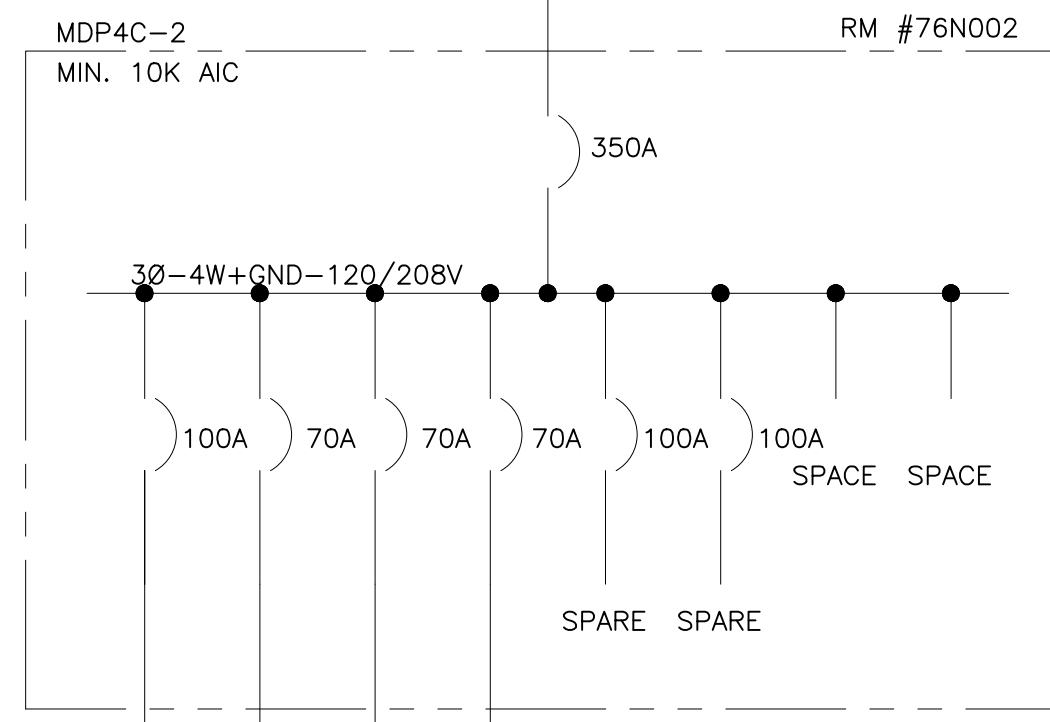 MDP4C-2
RM #76N002
MIN. 10K AIC
350A
3Ø-4W+GND-120/208V
100A
70A
70A
70A
100A
100A
SPACE
SPACE
SPARE
SPARE